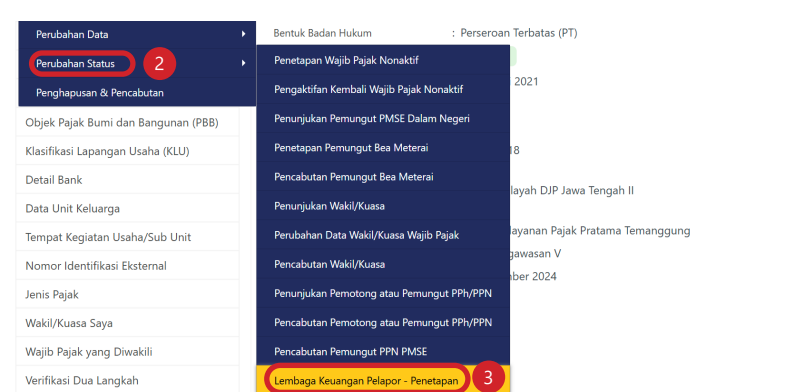 Perubahan Data
Perubahan Status
2
Penghapusan & Pencabutan
Objek Pajak Bumi dan Bangunan (PBB)
Klasifikasi Lapangan Usaha (KLU)
Detail Bank
Data Unit Keluarga
Tempat Kegiatan Usaha/Sub Unit
Nomor Identifikasi Eksternal
Jenis Pajak
Wakil/Kuasa Saya
Wajib Pajak yang Diwakili
Verifikasi Dua Langkah
Penetapan Wajib Pajak Nonaktif
Pengaktifan Kembali Wajib Pajak Nonaktif
Penunjukan Pemungut PMSE Dalam Negeri
Penetapan Pemungut Bea Meterai
Pencabutan Pemungut Bea Meterai
Penunjukan Wakil/Kuasa
Perubahan Data Wakil/Kuasa Wajib Pajak
Pencabutan Wakil/Kuasa
Penunjukan Pemotong atau Pemungut PPh/PPN
Pencabutan Pemotong atau Pemungut PPh/PPN
Pencabutan Pemungut PPN PMSE
Lembaga Keuangan Pelapor - Penetapan
3
Bentuk Badan Hukum : Perseroan Terbatas (PT)
2021
18
layah DJP Jawa Tengah II
layanan Pajak Pratama Temanggung
gawasan V
ber 2024